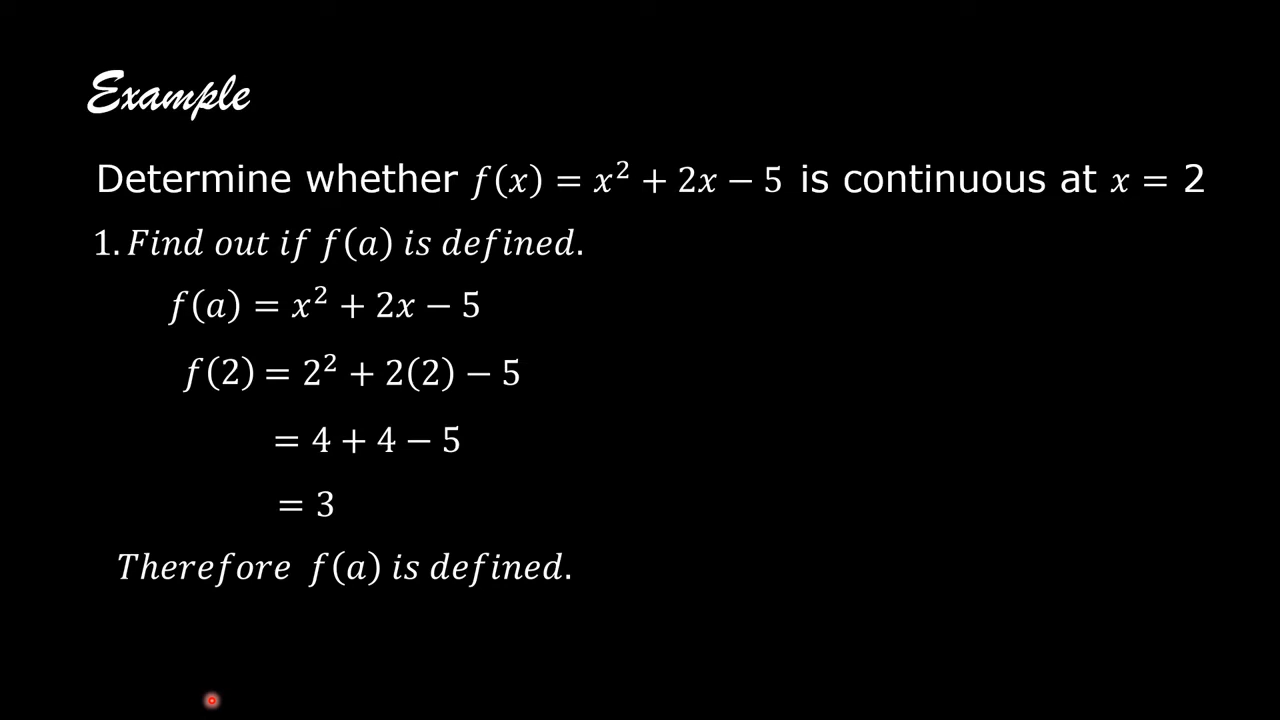 Example
Determine whether f(x) = x² + 2x − 5 is continuous at x = 2
1. Find out if f(a) is defined.
f(a) = x² + 2x − 5
f(2) = 2² + 2(2) − 5
= 4 + 4 − 5
= 3
Therefore f(a) is defined.